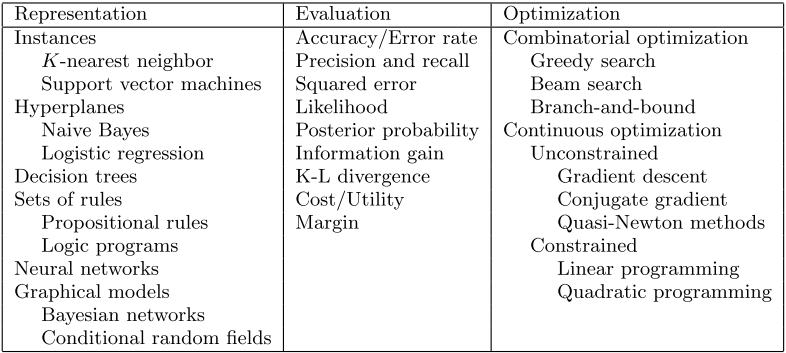 Representation Evaluation Optimization
Instances Accuracy/Error rate Combinatorial optimization
K-nearest neighbor Precision and recall Greedy search
Support vector machines Squared error Beam search
Hyperplanes Likelihood Branch-and-bound
Naive Bayes Posterior probability Continuous optimization
Logistic regression Information gain Unconstrained
Decision trees K-L divergence Gradient descent
Sets of rules Cost/Utility Conjugate gradient
Propositional rules Margin Quasi-Newton methods
Logic programs Constrained
Neural networks Linear programming
Graphical models Quadratic programming
Bayesian networks
Conditional random fields